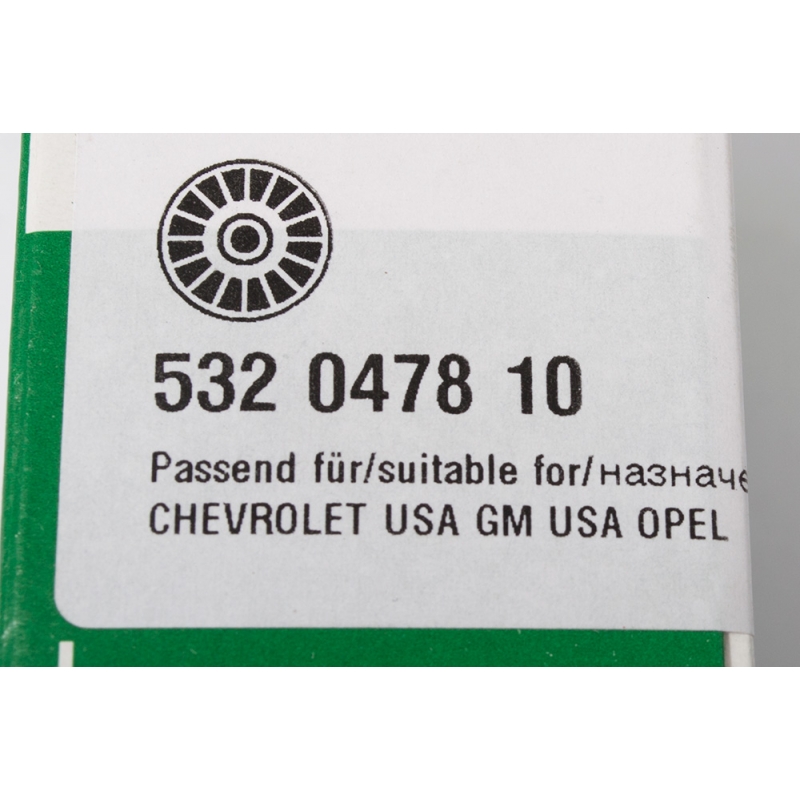 532 0478 10
Passend für/suitable for/назначе
CHEVROLET USA GM USA OPEL